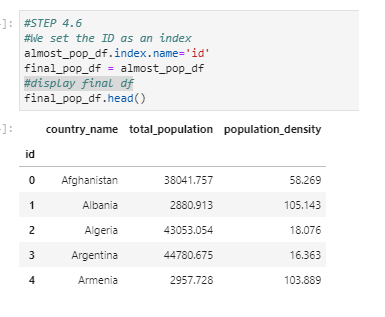 ]: #STEP 4.6
#We set the ID as an index
almost_pop_df.index.name='id'
final_pop_df = almost_pop_df
#display final df
final_pop_df.head()
]: country_name total_population population_density
id
0 Afghanistan 38041.757 58.269
1 Albania 2880.913 105.143
2 Algeria 43053.054 18.076
3 Argentina 44780.675 16.363
4 Armenia 2957.728 103.889